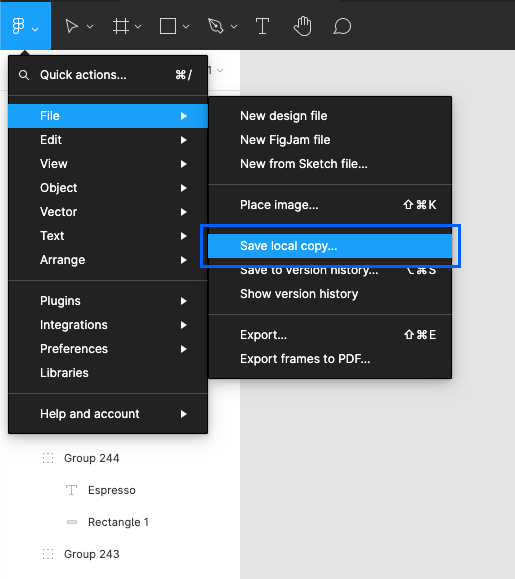 Quick actions... ⌘/
1
File
Edit
View
Object
Vector
Text
Arrange
Plugins
Integrations
Preferences
Libraries
Help and account
New design file
New FigJam file
New from Sketch file...
Place image... ⇧⌘K
Save local copy...
Save to version history... ⌥⌘S
Show version history
Export... ⇧⌘E
Export frames to PDF...
Group 244
Espresso
Rectangle 1
Group 243